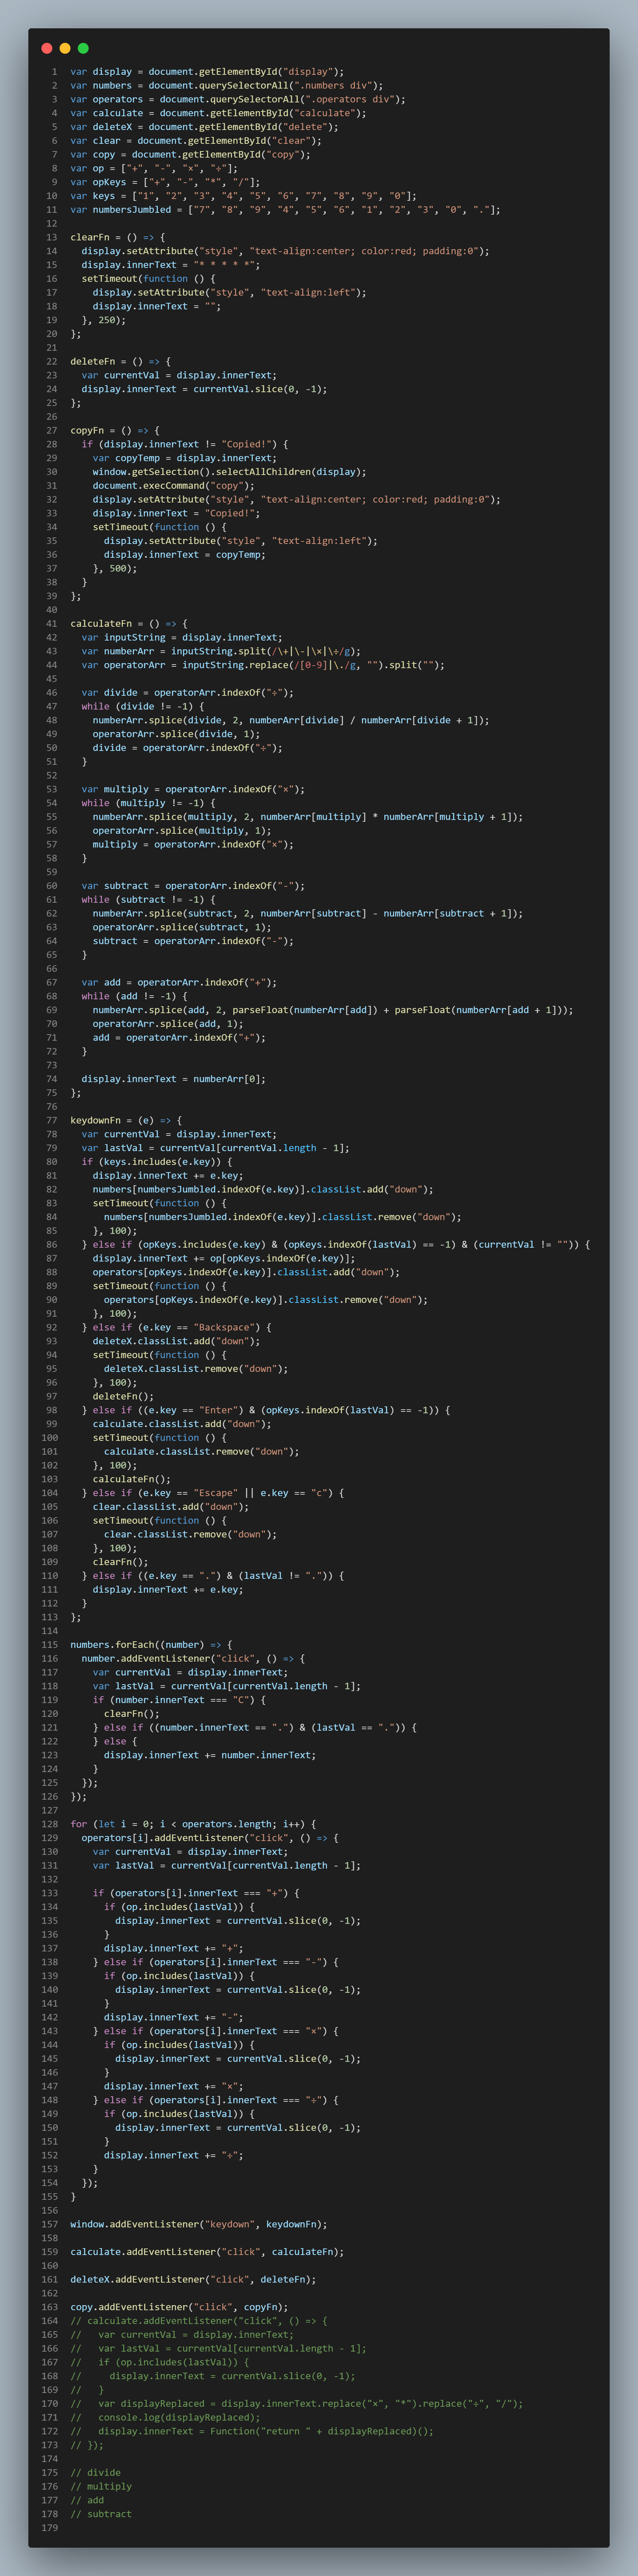 1 var display = document.getElementById("display");
2 var numbers = document.querySelectorAll(".numbers div");
3 var operators = document.querySelectorAll(".operators div");
4 var calculate = document.getElementById("calculate");
5 var deleteX = document.getElementById("delete");
6 var clear = document.getElementById("clear");
7 var copy = document.getElementById("copy");
8 var op = ["+", "-", "×", "÷"];
9 var opKeys = ["+", "-", "*", "/"];
10 var keys = ["1", "2", "3", "4", "5", "6", "7", "8", "9", "0"];
11 var numbersJumbled = ["7", "8", "9", "4", "5", "6", "1", "2", "3", "0", "."];
12
13 clearFn = () => {
14   display.setAttribute("style", "text-align:center; color:red; padding:0");
15   display.innerText = "* * * * *";
16   setTimeout(function () {
17     display.setAttribute("style", "text-align:left");
18     display.innerText = "";
19   }, 250);
20 };
21
22 deleteFn = () => {
23   var currentVal = display.innerText;
24   display.innerText = currentVal.slice(0, -1);
25 };
26
27 copyFn = () => {
28   if (display.innerText != "Copied!") {
29     var copyTemp = display.innerText;
30     window.getSelection().selectAllChildren(display);
31     document.execCommand("copy");
32     display.setAttribute("style", "text-align:center; color:red; padding:0");
33     display.innerText = "Copied!";
34     setTimeout(function () {
35       display.setAttribute("style", "text-align:left");
36       display.innerText = copyTemp;
37     }, 500);
38   }
39 };
40
41 calculateFn = () => {
42   var inputString = display.innerText;
43   var numberArr = inputString.split(/\+|\-|\×|\÷/g);
44   var operatorArr = inputString.replace(/[0-9]|\./g, "").split("");
45
46   var divide = operatorArr.indexOf("÷");
47   while (divide != -1) {
48     numberArr.splice(divide, 2, numberArr[divide] / numberArr[divide + 1]);
49     operatorArr.splice(divide, 1);
50     divide = operatorArr.indexOf("÷");
51   }
52
53   var multiply = operatorArr.indexOf("×");
54   while (multiply != -1) {
55     numberArr.splice(multiply, 2, numberArr[multiply] * numberArr[multiply + 1]);
56     operatorArr.splice(multiply, 1);
57     multiply = operatorArr.indexOf("×");
58   }
59
60   var subtract = operatorArr.indexOf("-");
61   while (subtract != -1) {
62     numberArr.splice(subtract, 2, numberArr[subtract] - numberArr[subtract + 1]);
63     operatorArr.splice(subtract, 1);
64     subtract = operatorArr.indexOf("-");
65   }
66
67   var add = operatorArr.indexOf("+");
68   while (add != -1) {
69     numberArr.splice(add, 2, parseFloat(numberArr[add]) + parseFloat(numberArr[add + 1]));
70     operatorArr.splice(add, 1);
71     add = operatorArr.indexOf("+");
72   }
73
74   display.innerText = numberArr[0];
75 };
76
77 keydownFn = (e) => {
78   var currentVal = display.innerText;
79   var lastVal = currentVal[currentVal.length - 1];
80   if (keys.includes(e.key)) {
81     display.innerText += e.key;
82     numbers[numbersJumbled.indexOf(e.key)].classList.add("down");
83     setTimeout(function () {
84       numbers[numbersJumbled.indexOf(e.key)].classList.remove("down");
85     }, 100);
86   } else if (opKeys.includes(e.key) & (opKeys.indexOf(lastVal) == -1) & (currentVal != "")) {
87     display.innerText += op[opKeys.indexOf(e.key)];
88     operators[opKeys.indexOf(e.key)].classList.add("down");
89     setTimeout(function () {
90       operators[opKeys.indexOf(e.key)].classList.remove("down");
91     }, 100);
92   } else if (e.key == "Backspace") {
93     deleteX.classList.add("down");
94     setTimeout(function () {
95       deleteX.classList.remove("down");
96     }, 100);
97     deleteFn();
98   } else if ((e.key == "Enter") & (opKeys.indexOf(lastVal) == -1)) {
99     calculate.classList.add("down");
100     setTimeout(function () {
101       calculate.classList.remove("down");
102     }, 100);
103     calculateFn();
104   } else if (e.key == "Escape" || e.key == "c") {
105     clear.classList.add("down");
106     setTimeout(function () {
107       clear.classList.remove("down");
108     }, 100);
109     clearFn();
110   } else if ((e.key == ".") & (lastVal != ".")) {
111     display.innerText += e.key;
112   }
113 };
114
115 numbers.forEach((number) => {
116   number.addEventListener("click", () => {
117     var currentVal = display.innerText;
118     var lastVal = currentVal[currentVal.length - 1];
119     if (number.innerText === "C") {
120       clearFn();
121     } else if ((number.innerText == ".") & (lastVal == ".")) {
122     } else {
123       display.innerText += number.innerText;
124     }
125   });
126 });
127
128 for (let i = 0; i < operators.length; i++) {
129   operators[i].addEventListener("click", () => {
130     var currentVal = display.innerText;
131     var lastVal = currentVal[currentVal.length - 1];
132
133     if (operators[i].innerText === "+") {
134       if (op.includes(lastVal)) {
135         display.innerText = currentVal.slice(0, -1);
136       }
137       display.innerText += "+";
138     } else if (operators[i].innerText === "-") {
139       if (op.includes(lastVal)) {
140         display.innerText = currentVal.slice(0, -1);
141       }
142       display.innerText += "-";
143     } else if (operators[i].innerText === "×") {
144       if (op.includes(lastVal)) {
145         display.innerText = currentVal.slice(0, -1);
146       }
147       display.innerText += "×";
148     } else if (operators[i].innerText === "÷") {
149       if (op.includes(lastVal)) {
150         display.innerText = currentVal.slice(0, -1);
151       }
152       display.innerText += "÷";
153     }
154   });
155 }
156
157 window.addEventListener("keydown", keydownFn);
158
159 calculate.addEventListener("click", calculateFn);
160
161 deleteX.addEventListener("click", deleteFn);
162
163 copy.addEventListener("click", copyFn);
164 // calculate.addEventListener("click", () => {
165 //   var currentVal = display.innerText;
166 //   var lastVal = currentVal[currentVal.length - 1];
167 //   if (op.includes(lastVal)) {
168 //     display.innerText = currentVal.slice(0, -1);
169 //   }
170 //   var displayReplaced = display.innerText.replace("×", "*").replace("÷", "/");
171 //   console.log(displayReplaced);
172 //   display.innerText = Function("return " + displayReplaced)();
173 // });
174
175 // divide
176 // multiply
177 // add
178 // subtract
179